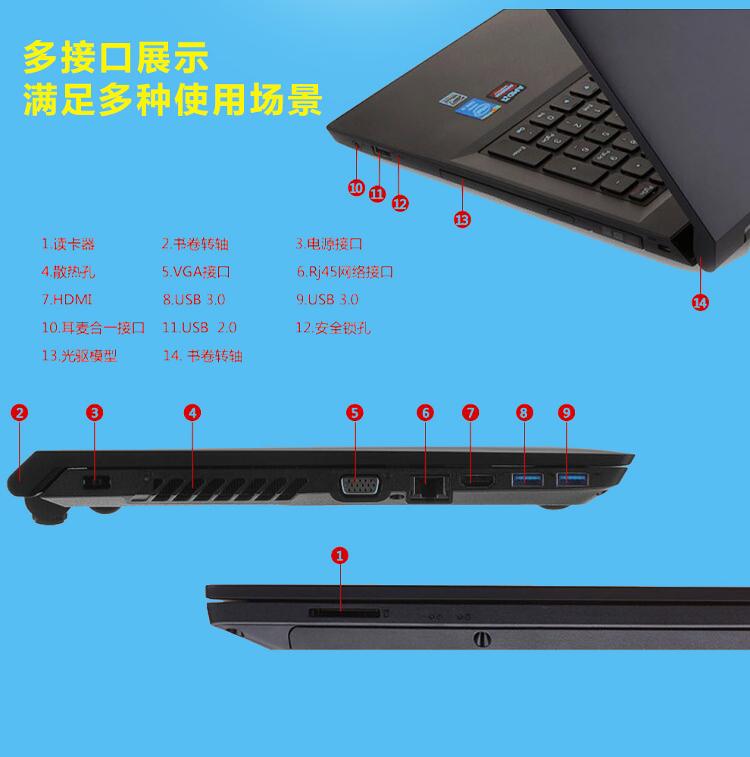 多接口展示
满足多种使用场景
10
11
12
13
14
1.读卡器 2.书卷转轴 3.电源接口
4.散热孔 5.VGA接口 6.Rj45网络接口
7.HDMI 8.USB 3.0 9.USB 3.0
10.耳麦合一接口 11.USB 2.0 12.安全锁孔
13.光驱模型 14. 书卷转轴
2 3 4 5 6 7 8 9
1